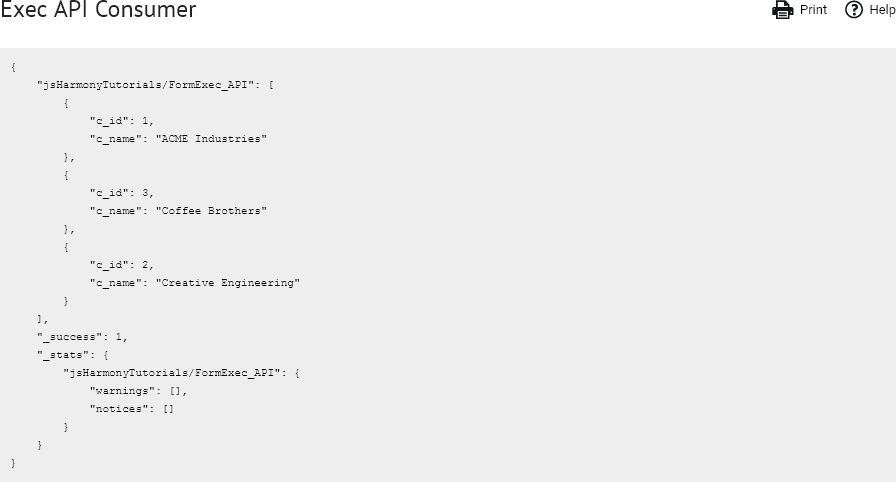 Exec API Consumer
Print
Help
{
    "jsHarmonyTutorials/FormExec_API": [
        {
            "c_id": 1,
            "c_name": "ACME Industries"
        },
        {
            "c_id": 3,
            "c_name": "Coffee Brothers"
        },
        {
            "c_id": 2,
            "c_name": "Creative Engineering"
        }
    ],
    "_success": 1,
    "_stats": {
        "jsHarmonyTutorials/FormExec_API": {
            "warnings": [],
            "notices": []
        }
    }
}